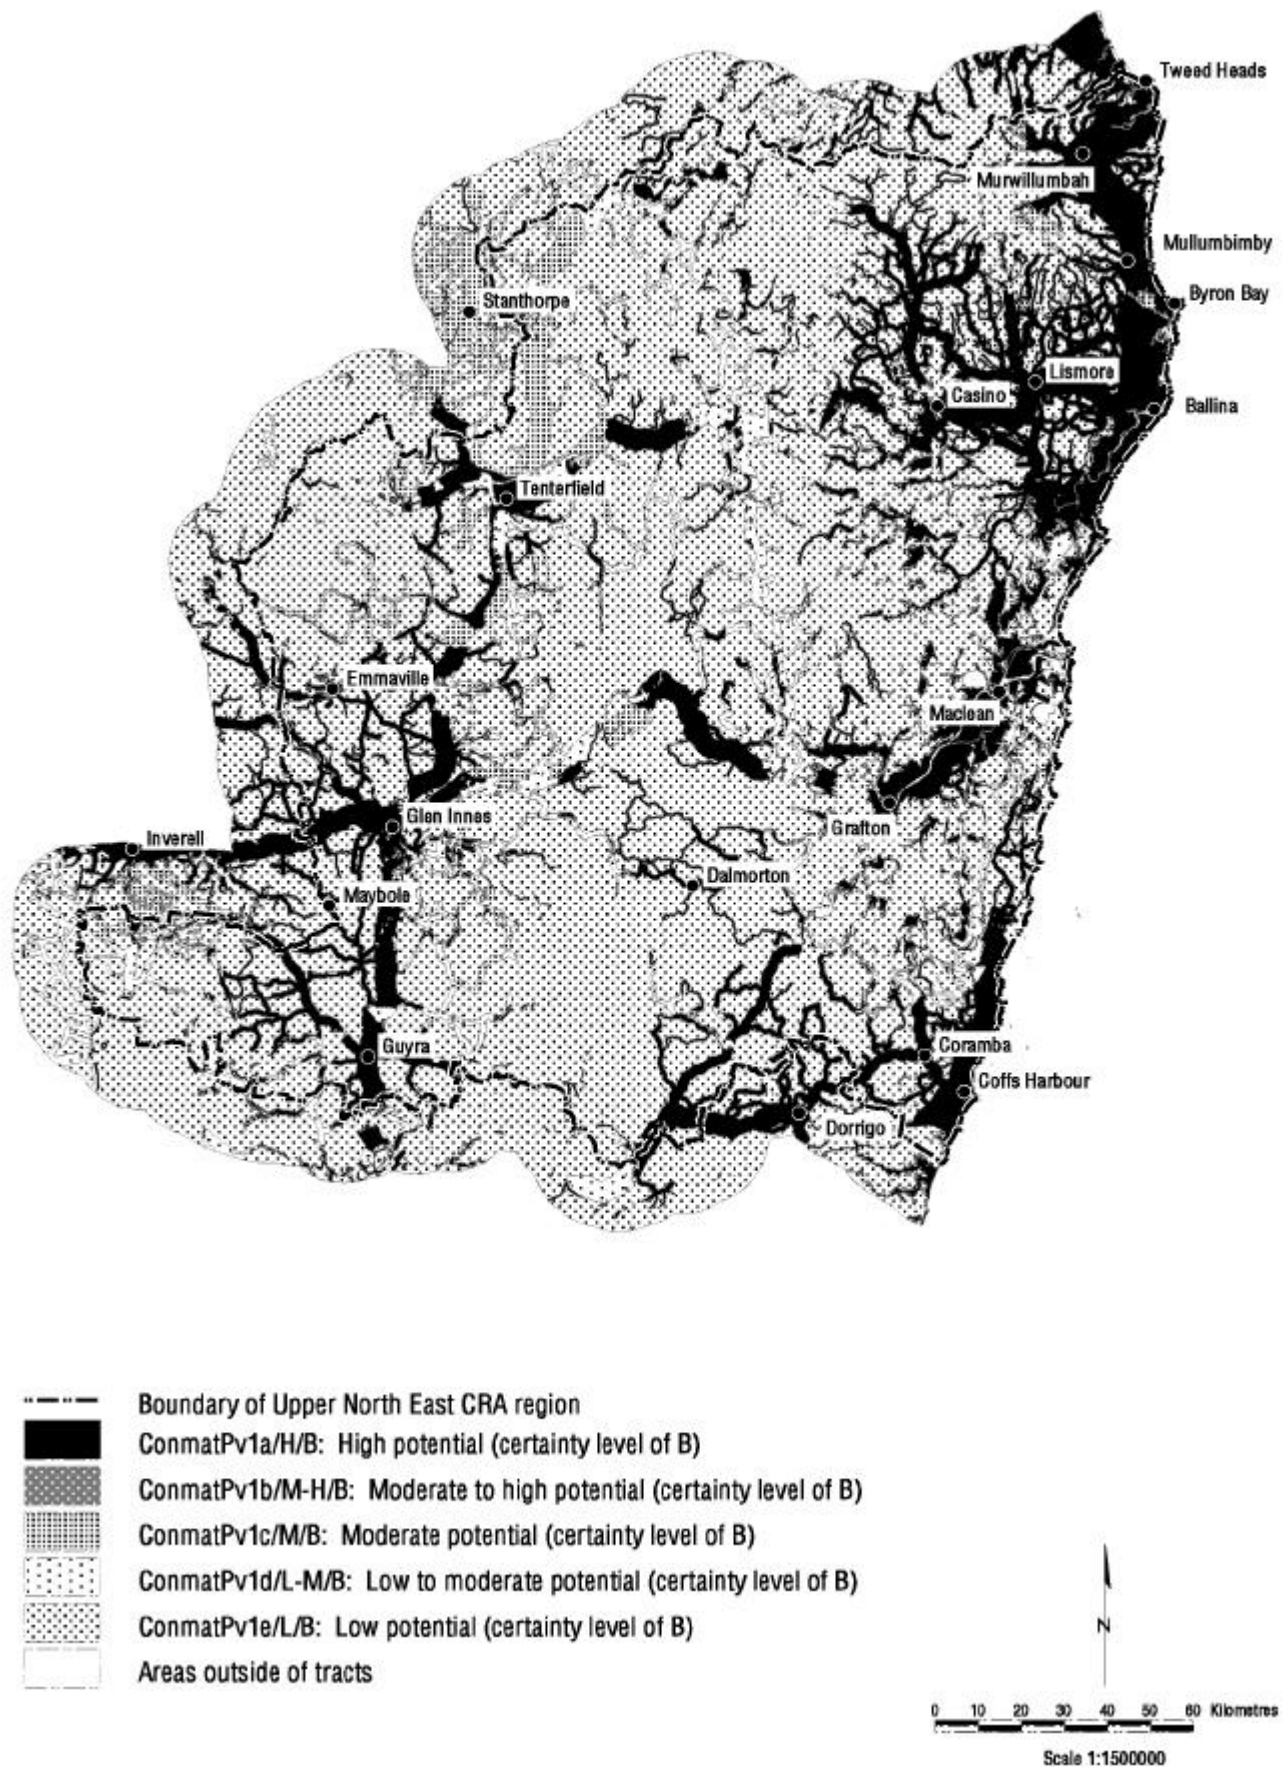 Tweed Heads
Murwillumbah
Mullumbimby
Byron Bay
Stanthorpe
Lismore
Casino
Ballina
Tenterfield
Emmaville
Maclean
Glen Innes
Grafton
Inverell
Dalmorton
Maybole
Guyra
Coramba
Coffs Harbour
Dorrigo
Boundary of Upper North East CRA region
ConmatPv1a/H/B: High potential (certainty level of B)
ConmatPv1b/M-H/B: Moderate to high potential (certainty level of B)
ConmatPv1c/M/B: Moderate potential (certainty level of B)
ConmatPv1d/L-M/B: Low to moderate potential (certainty level of B)
ConmatPv1e/L/B: Low potential (certainty level of B)
Areas outside of tracts
N
0 10 20 30 40 50 60 Kilometres
Scale 1:1500000